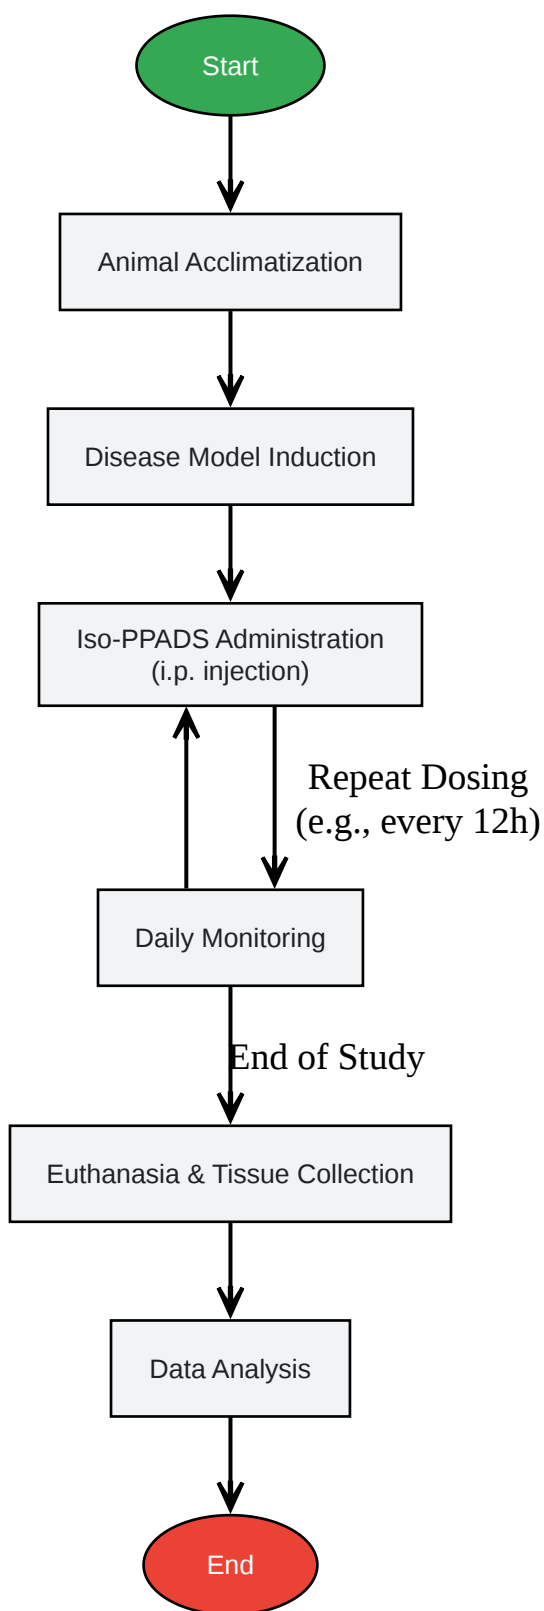 Start
Animal Acclimatization
Disease Model Induction
Iso-PPADS Administration
(i.p. injection)
Repeat Dosing
(e.g., every 12h)
Daily Monitoring
End of Study
Euthanasia & Tissue Collection
Data Analysis
End